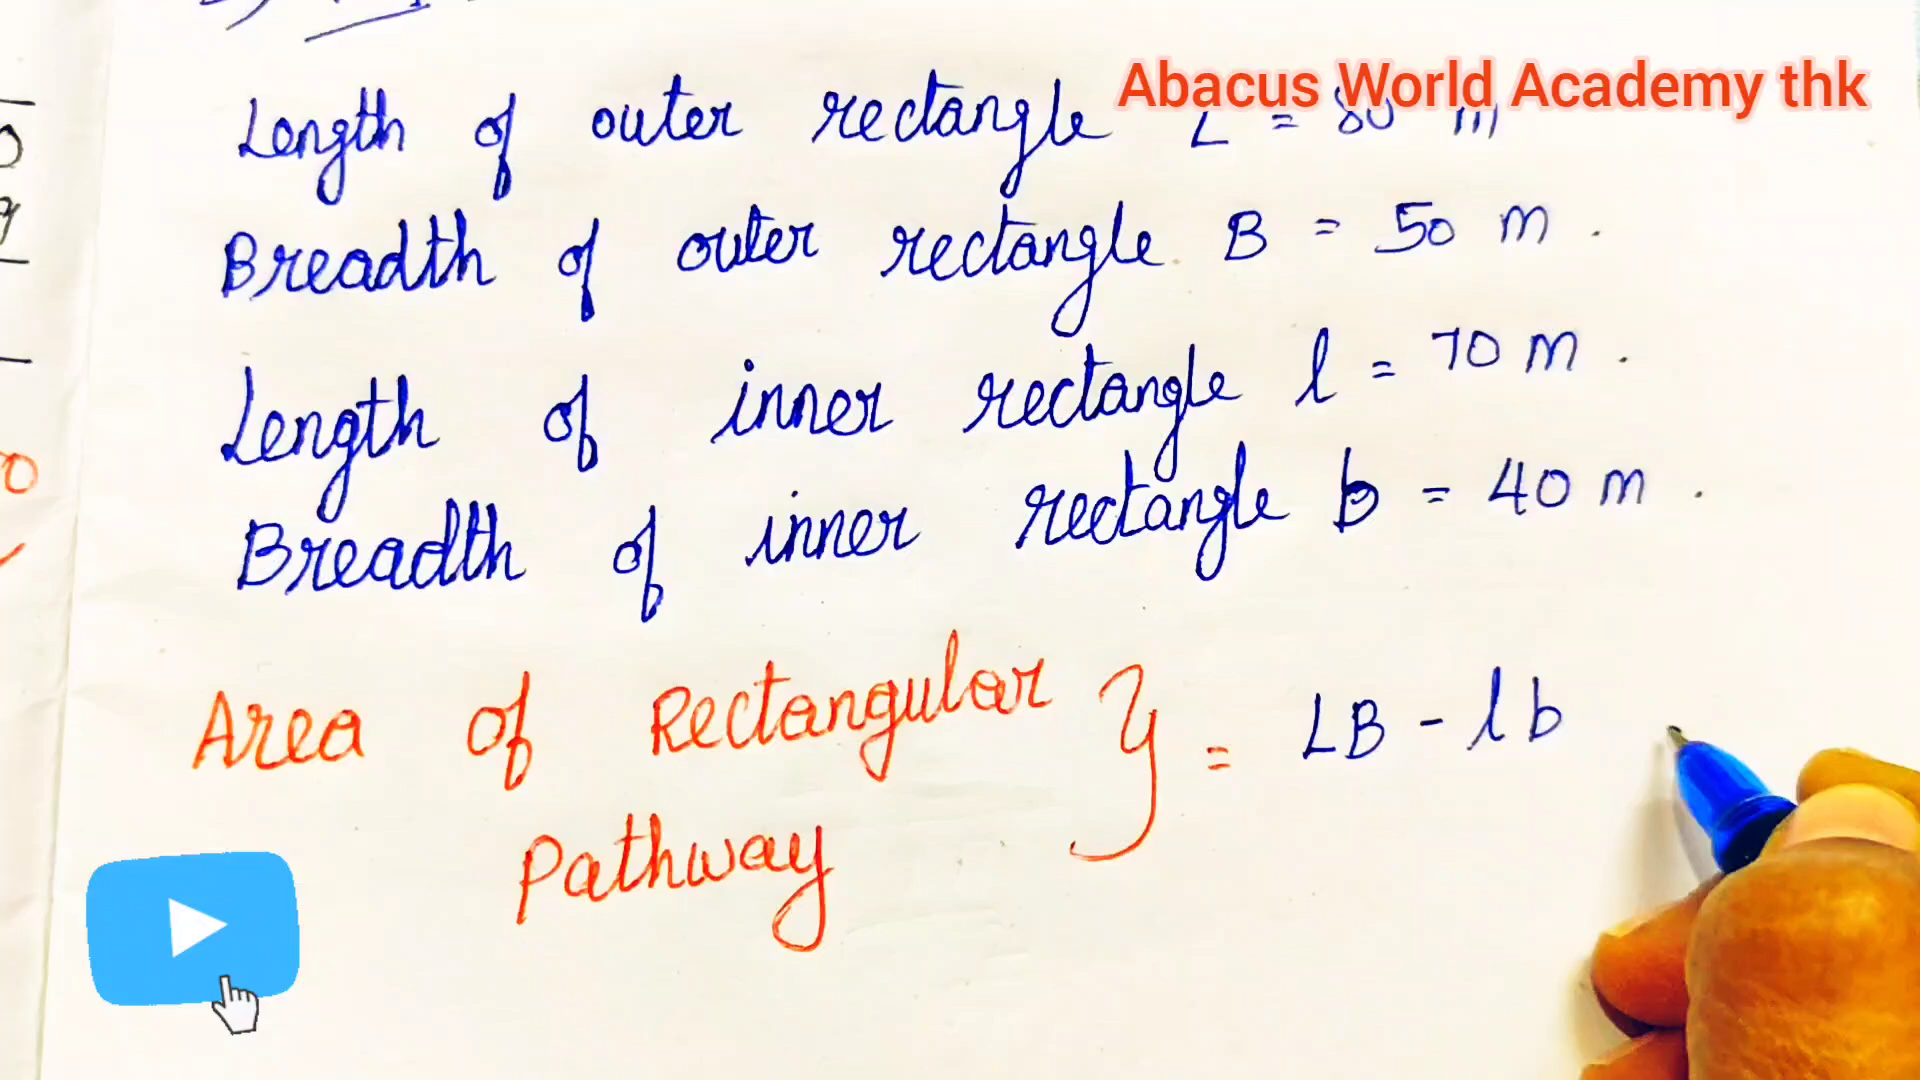 Abacus World Academy thk
Length of outer rectangle L = 80 m
Breadth of outer rectangle B = 50 m .
Length of inner rectangle l = 70 m .
Breadth of inner rectangle b = 40 m .
Area of Rectangular } = LB - lb
Pathway